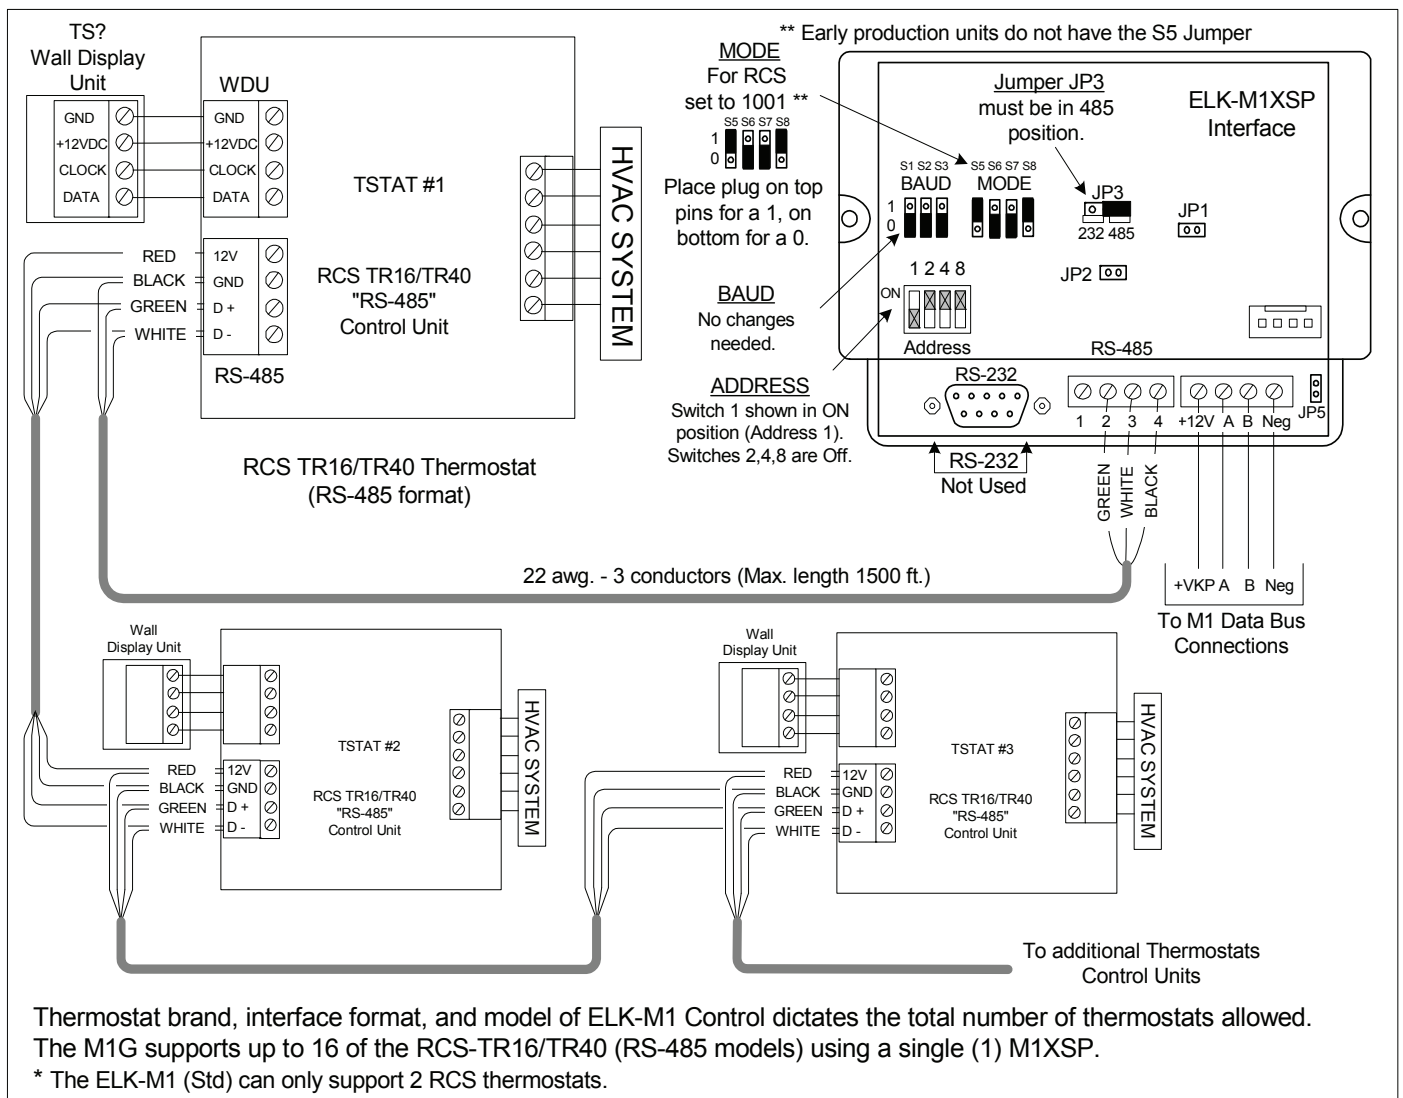 ** Early production units do not have the S5 Jumper
TS?
Wall Display
Unit
GND
+12VDC
CLOCK
DATA
WDU
GND
+12VDC
CLOCK
DATA
TSTAT #1
RCS TR16/TR40
"RS-485"
Control Unit
HVAC SYSTEM
RED
BLACK
GREEN
WHITE
12V
GND
D +
D -
RS-485
RCS TR16/TR40 Thermostat
(RS-485 format)
MODE
For RCS
set to 1001 **
S5 S6 S7 S8
1
0
Place plug on top
pins for a 1, on
bottom for a 0.
BAUD
No changes
needed.
ADDRESS
Switch 1 shown in ON
position (Address 1).
Switches 2,4,8 are Off.
Jumper JP3
must be in 485
position.
ELK-M1XSP
Interface
S1 S2 S3
BAUD
S5 S6 S7 S8
MODE
1
0
JP3
232 485
JP1
JP2
1 2 4 8
ON
Address
RS-485
RS-232
1 2 3 4
+12V A B Neg
JP5
RS-232
Not Used
GREEN
WHITE
BLACK
+VKP A B Neg
To M1 Data Bus
Connections
22 awg. - 3 conductors (Max. length 1500 ft.)
Wall
Display Unit
TSTAT #2
RCS TR16/TR40
"RS-485"
Control Unit
HVAC SYSTEM
RED
BLACK
GREEN
WHITE
12V
GND
D +
D -
Wall
Display Unit
TSTAT #3
RCS TR16/TR40
"RS-485"
Control Unit
HVAC SYSTEM
RED
BLACK
GREEN
WHITE
12V
GND
D +
D -
To additional Thermostats
Control Units
Thermostat brand, interface format, and model of ELK-M1 Control dictates the total number of thermostats allowed.
The M1G supports up to 16 of the RCS-TR16/TR40 (RS-485 models) using a single (1) M1XSP.
* The ELK-M1 (Std) can only support 2 RCS thermostats.